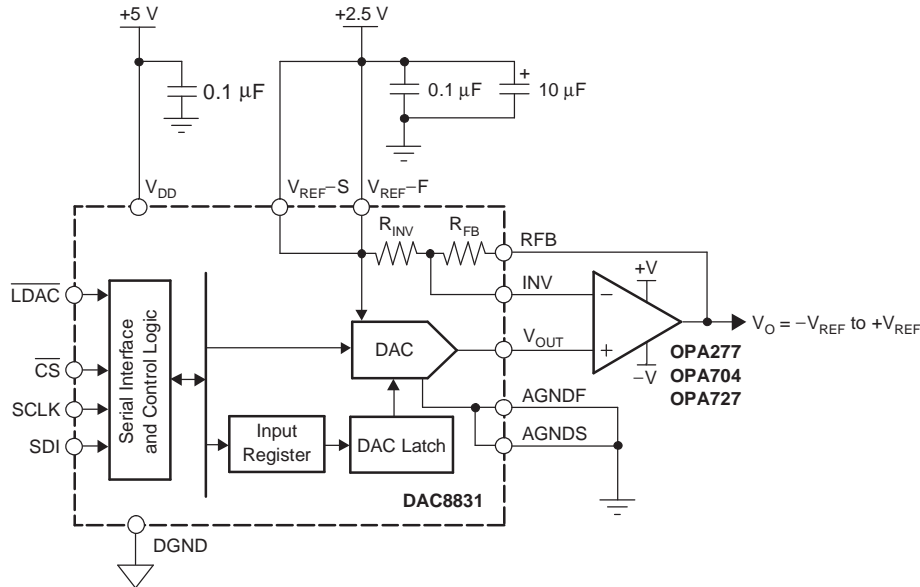 +5 V
+2.5 V
0.1 μF
0.1 μF
10 μF
+
V_DD
V_REF−S
V_REF−F
R_INV
R_FB
RFB
INV
LDAC
CS
SCLK
SDI
Serial Interface
and Control Logic
DAC
V_OUT
+V
−
+
−V
V_O = −V_REF to +V_REF
OPA277
OPA704
OPA727
AGNDF
AGNDS
Input
Register
DAC Latch
DAC8831
DGND